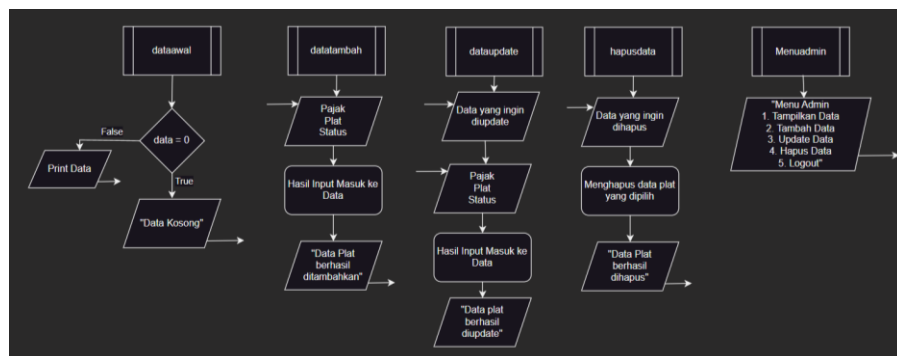 dataawal
data = 0
False
True
Print Data
"Data Kosong"
datatambah
Pajak
Plat
Status
Hasil Input Masuk ke
Data
"Data Plat
berhasil
ditambahkan"
dataupdate
Data yang ingin
diupdate
Pajak
Plat
Status
Hasil Input Masuk ke
Data
"Data plat
berhasil
diupdate"
hapusdata
Data yang ingin
dihapus
Menghapus data plat
yang dipilih
"Data Plat
berhasil
dihapus"
Menuadmin
"Menu Admin
1. Tampilkan Data
2. Tambah Data
3. Update Data
4. Hapus Data
5. Logout"